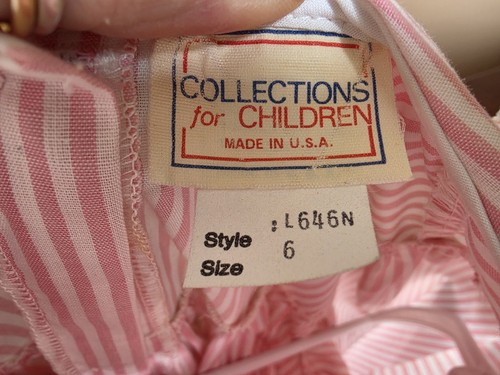 COLLECTIONS
for CHILDREN
MADE IN U.S.A.
Style : L646N
Size 6